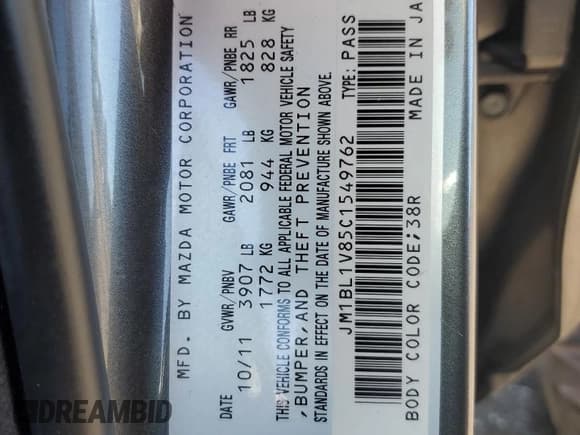 MFD. BY MAZDA MOTOR CORPORATION
DATE GVWR/PNBV GAWR/PNBE FRT GAWR/PNBE RR
10/11 3907 LB 2081 LB 1825 LB
1772 KG 944 KG 828 KG
THIS VEHICLE CONFORMS TO ALL APPLICABLE FEDERAL MOTOR VEHICLE SAFETY
,BUMPER,AND THEFT PREVENTION
STANDARDS IN EFFECT ON THE DATE OF MANUFACTURE SHOWN ABOVE.
JM1BL1V85C1549762 TYPE: PASS
BODY COLOR CODE;38R MADE IN JA
DREAMBID